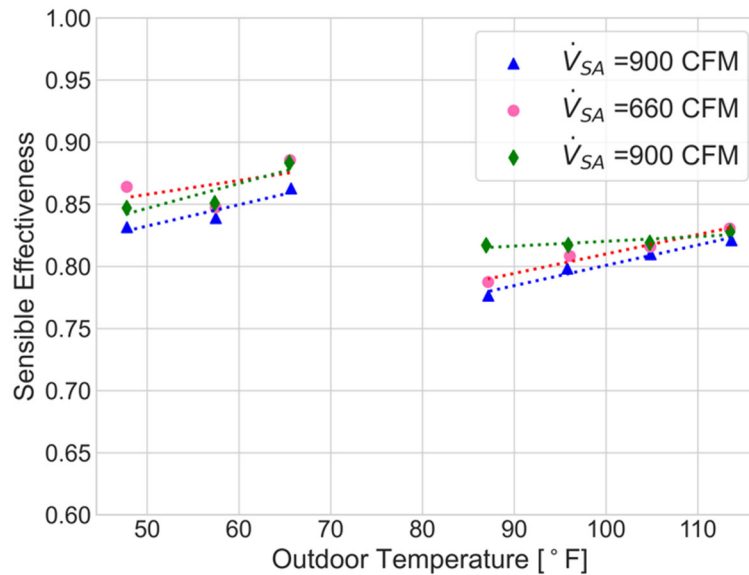 1.00
0.95
0.90
0.85
0.80
0.75
0.70
0.65
0.60
Sensible Effectiveness
V̇SA =900 CFM
V̇SA =660 CFM
V̇SA =900 CFM
50 60 70 80 90 100 110
Outdoor Temperature [°F]